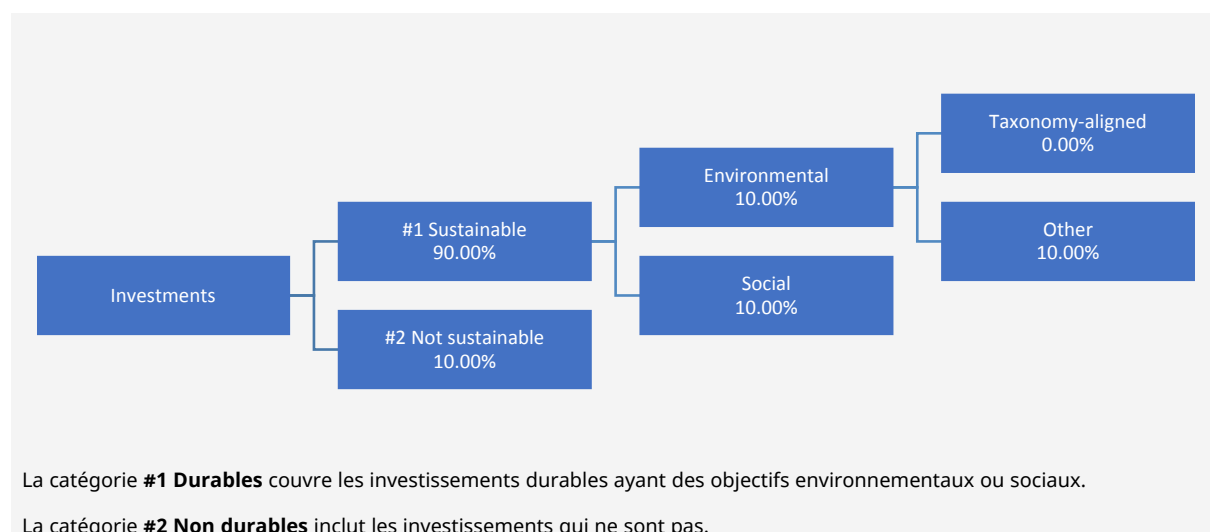 Taxonomy-aligned
0.00%
Environmental
10.00%
#1 Sustainable
90.00%
Other
10.00%
Investments
Social
10.00%
#2 Not sustainable
10.00%
La catégorie #1 Durables couvre les investissements durables ayant des objectifs environnementaux ou sociaux.
La catégorie #2 Non durables inclut les investissements qui ne sont pas.